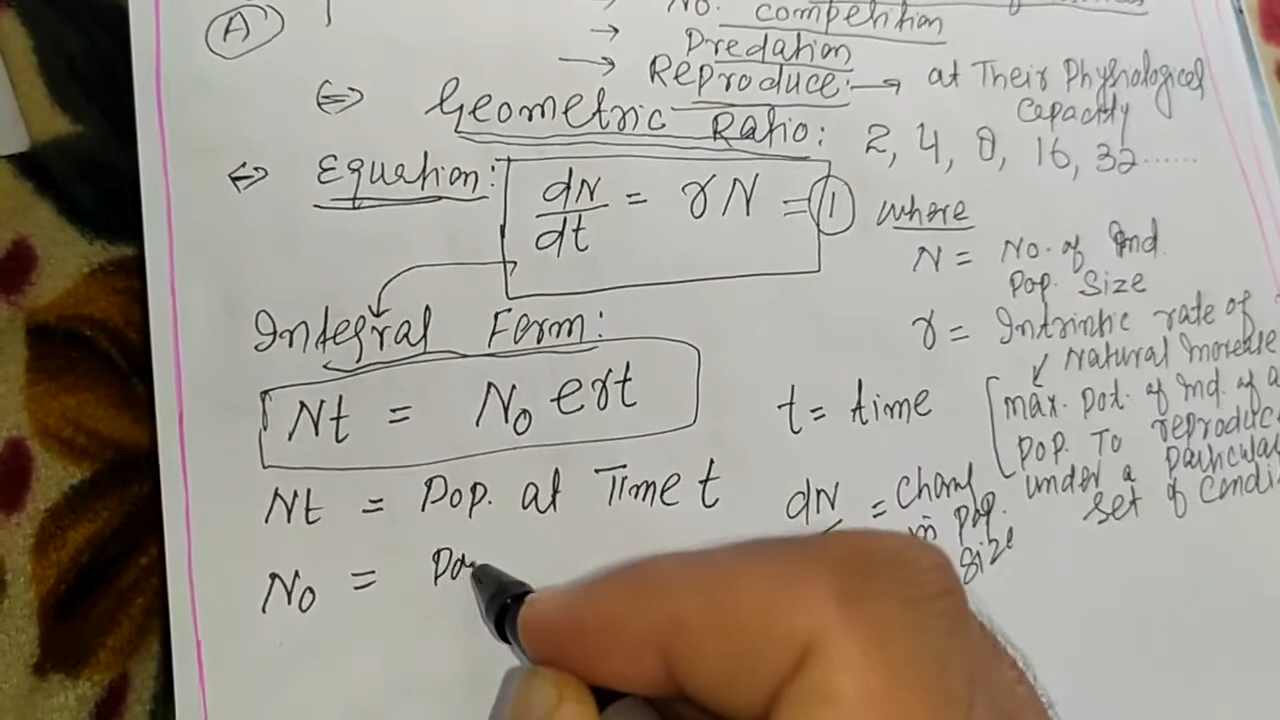 A
No. competition
→ Predation
→ Reproduce: → at Their Physiological Capacity
⇔ Geometric Ratio: 2, 4, 8, 16, 32......
⇔ Equation: dN/dt = rN = ① where
N = No. of Ind.
Pop. Size
Integral Form:
r = Intrintic rate of
Natural Increase
Nt = N₀ ert
t = time
[max. pot. of Ind. of a
pop. To reproduc
under a particular
set of Condi
Nt = Pop. at Time t
dN = Chang in Pop. Size
N₀ = Po